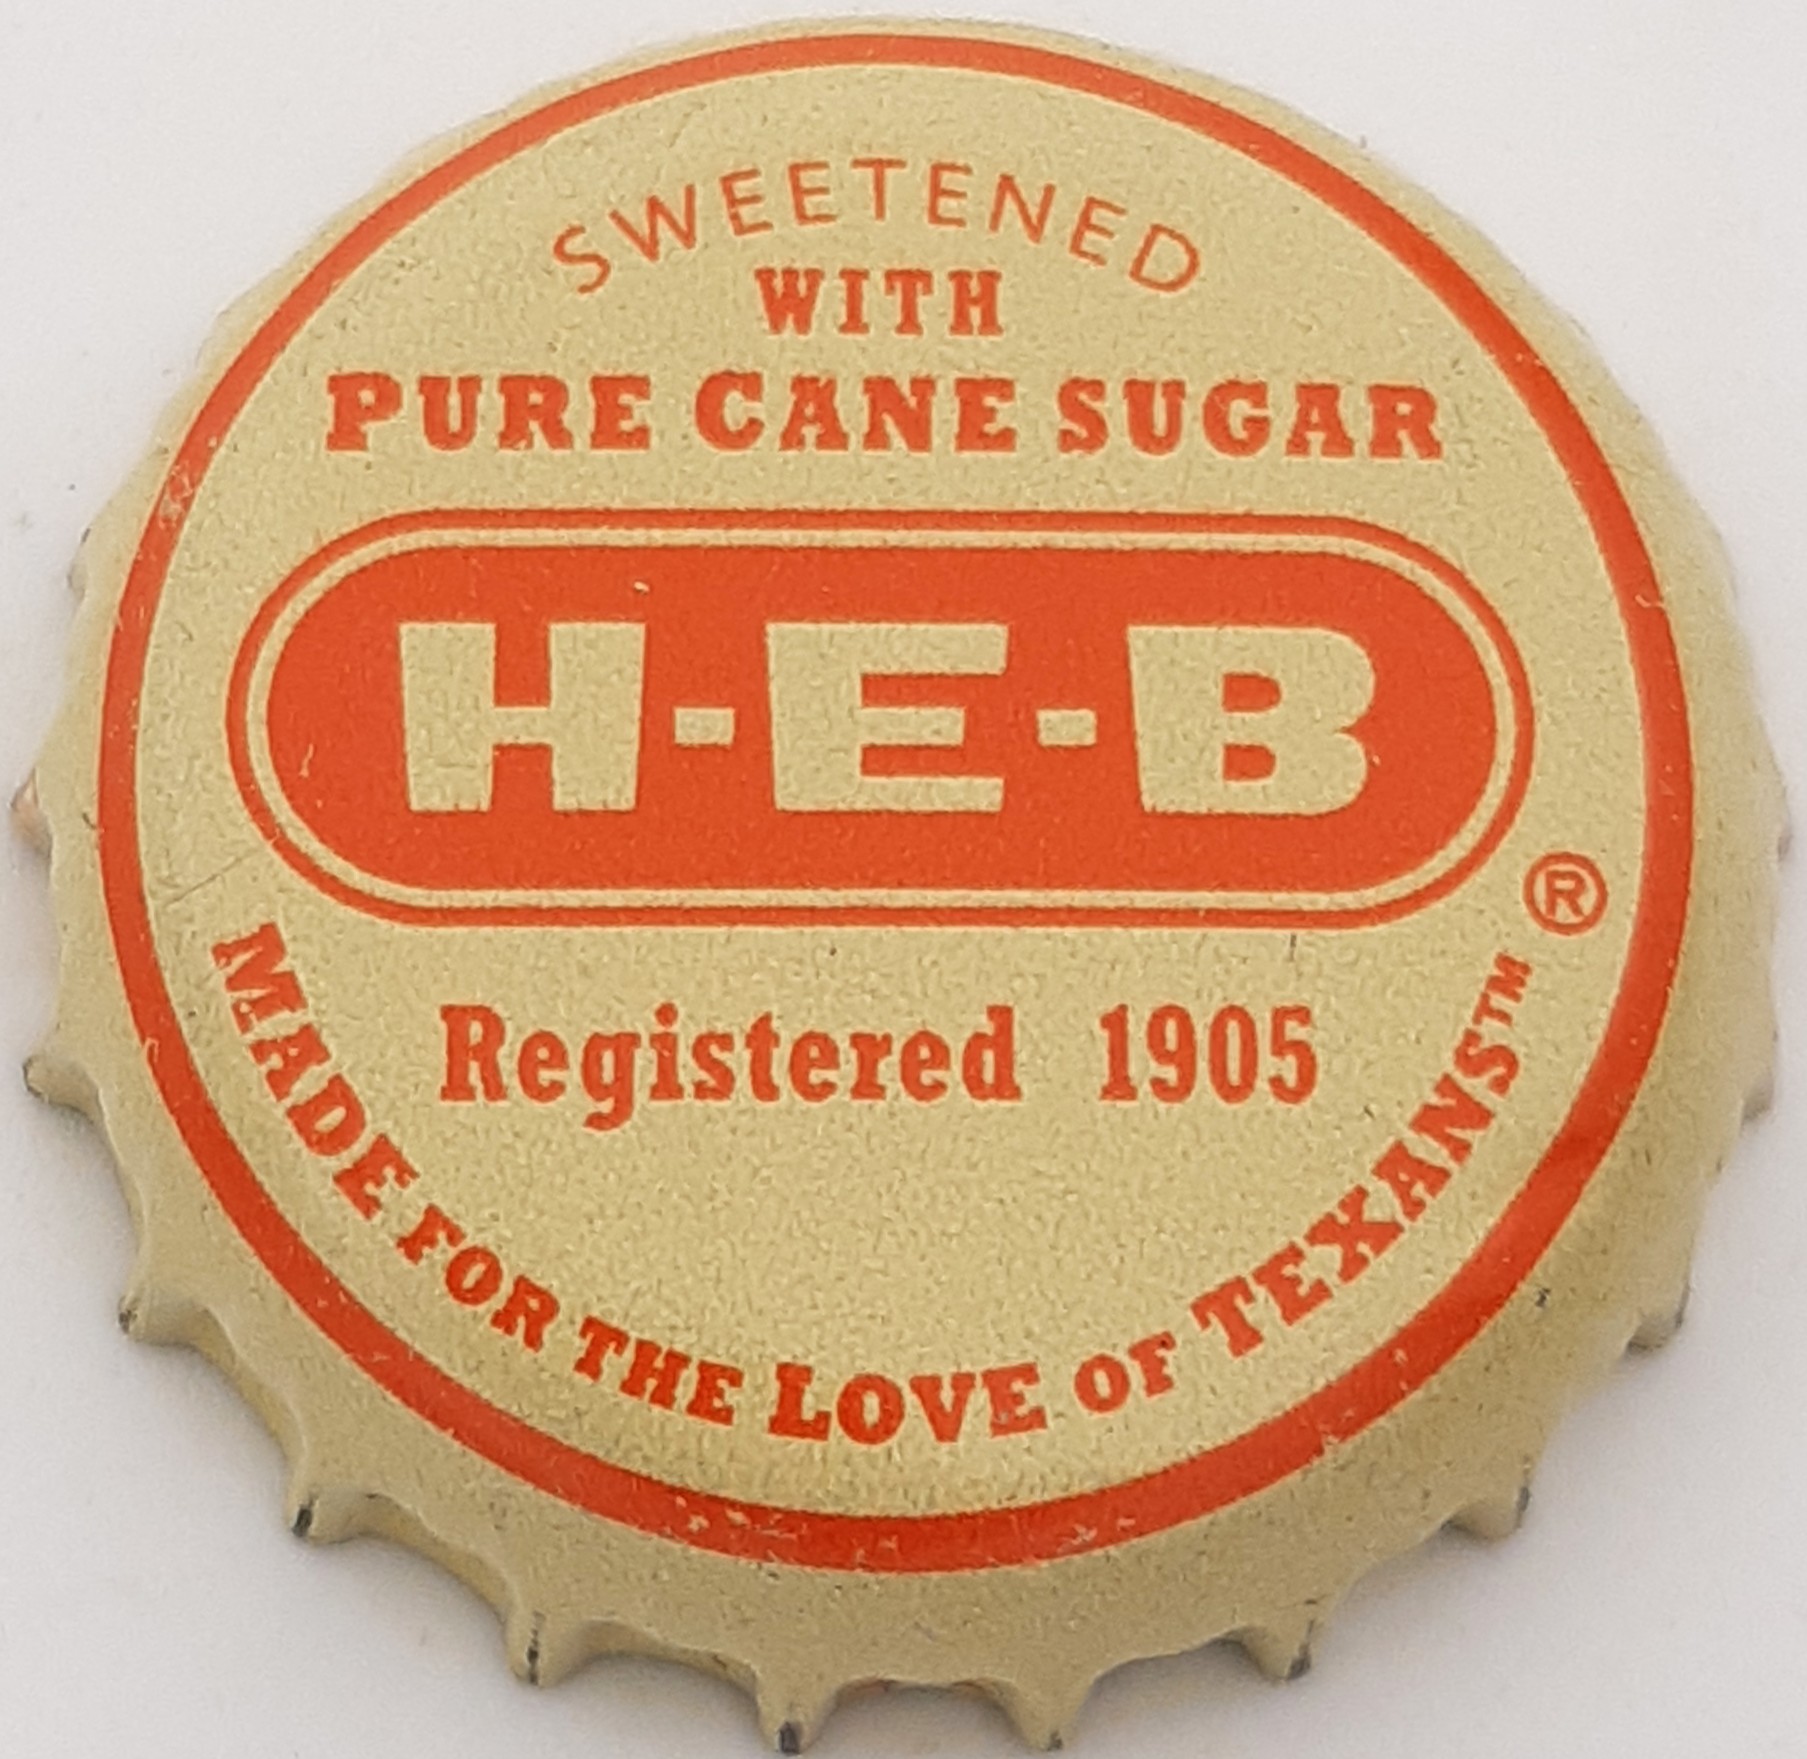 SWEETENED
WITH
PURE CANE SUGAR
H-E-B
®
Registered 1905
MADE FOR THE LOVE OF TEXANS™